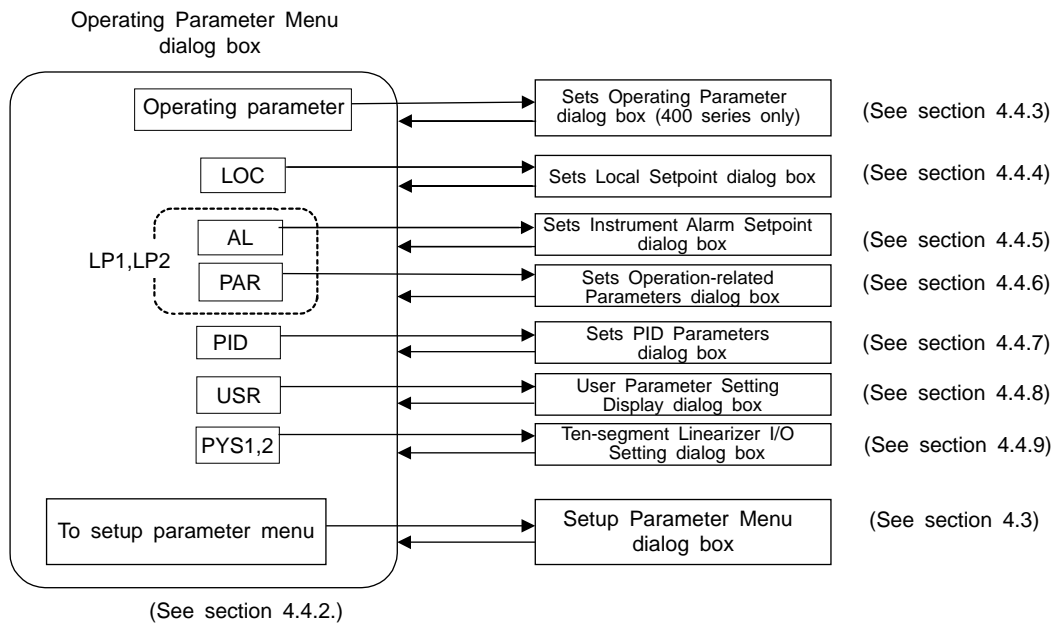 Operating Parameter Menu
dialog box
Operating parameter
Sets Operating Parameter
dialog box (400 series only)
(See section 4.4.3)
LOC
Sets Local Setpoint dialog box
(See section 4.4.4)
LP1,LP2
AL
Sets Instrument Alarm Setpoint
dialog box
(See section 4.4.5)
PAR
Sets Operation-related
Parameters dialog box
(See section 4.4.6)
PID
Sets PID Parameters
dialog box
(See section 4.4.7)
USR
User Parameter Setting
Display dialog box
(See section 4.4.8)
PYS1,2
Ten-segment Linearizer I/O
Setting dialog box
(See section 4.4.9)
To setup parameter menu
Setup Parameter Menu
dialog box
(See section 4.3)
(See section 4.4.2.)